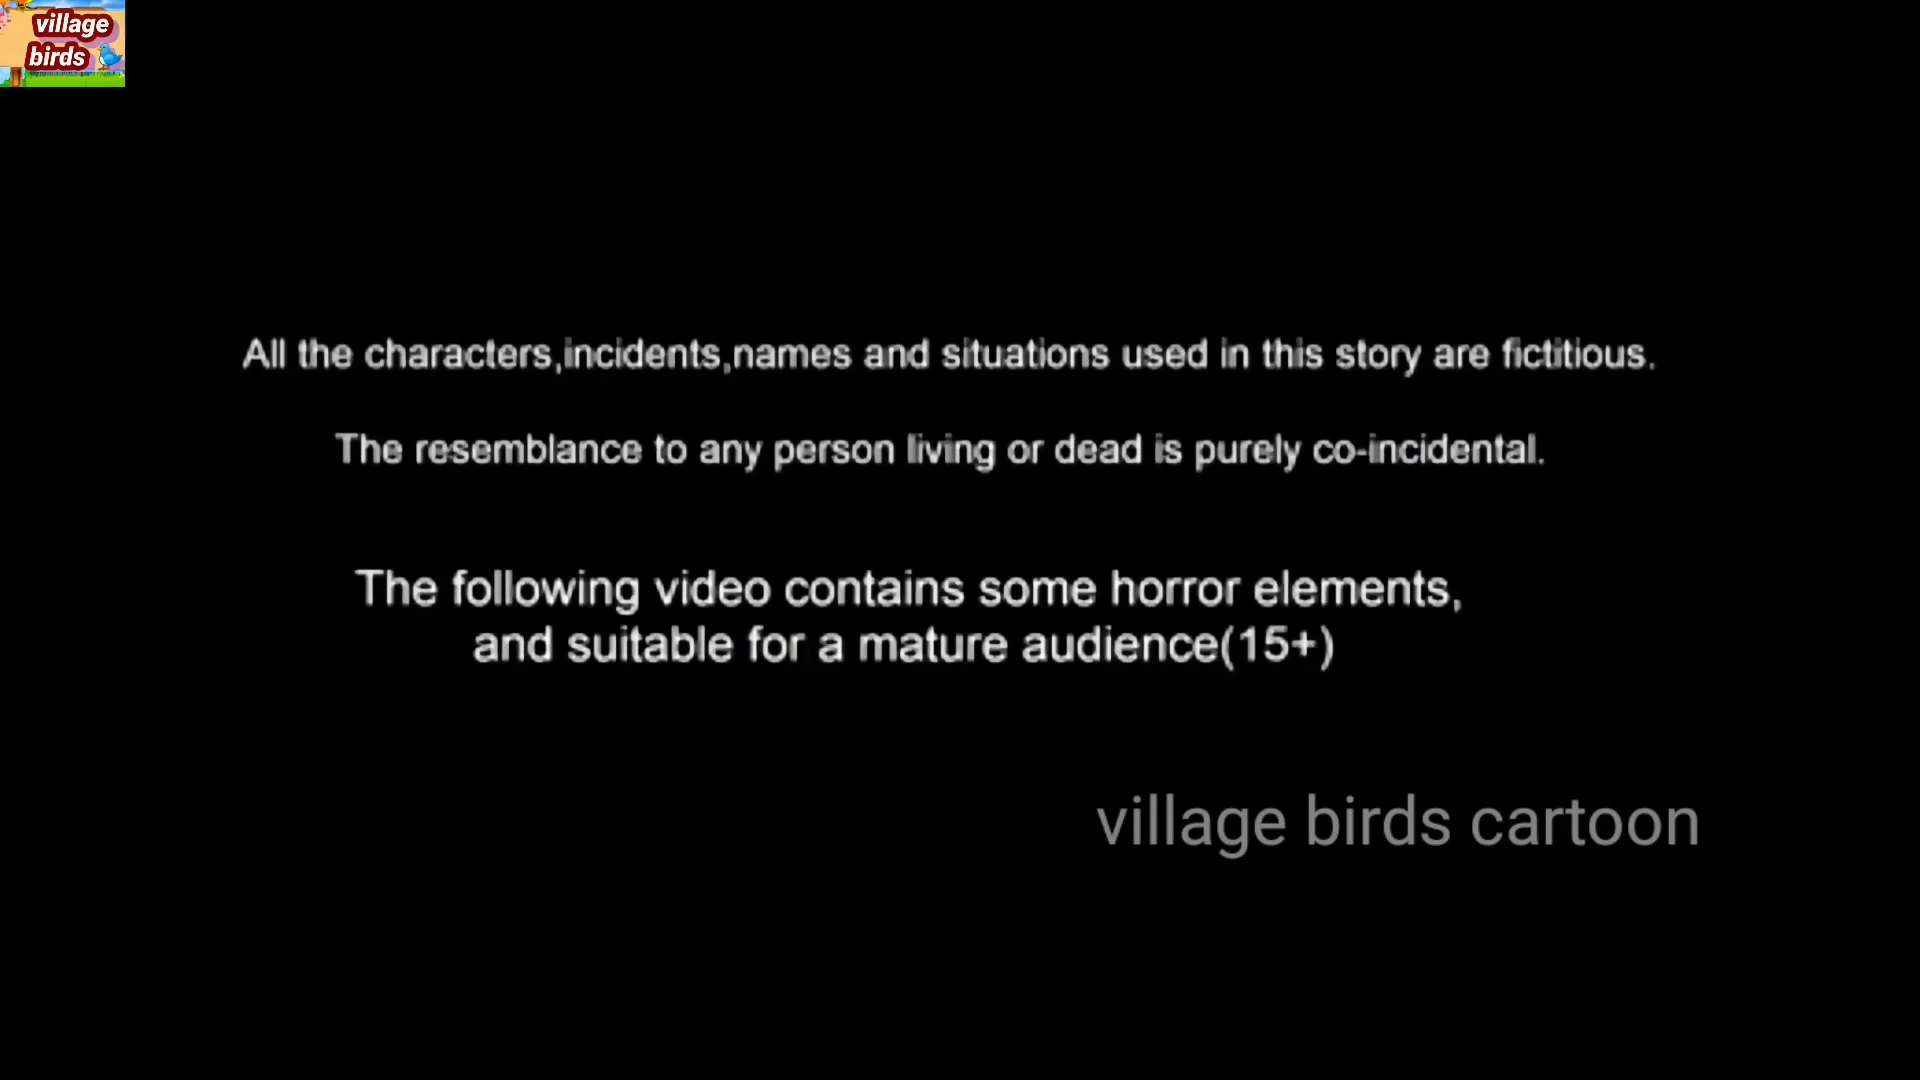 village
birds
All the characters,incidents,names and situations used in this story are fictitious.
The resemblance to any person living or dead is purely co-incidental.
The following video contains some horror elements,
and suitable for a mature audience(15+)
village birds cartoon